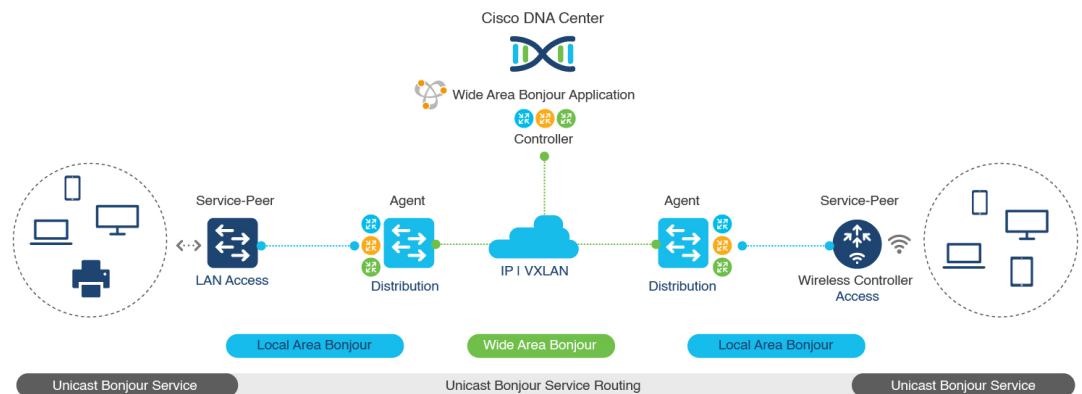 Cisco DNA Center
Wide Area Bonjour Application
Controller
Service-Peer
Agent
Agent
Service-Peer
LAN Access
Distribution
IP | VXLAN
Distribution
Wireless Controller
Access
Local Area Bonjour
Wide Area Bonjour
Local Area Bonjour
Unicast Bonjour Service
Unicast Bonjour Service Routing
Unicast Bonjour Service